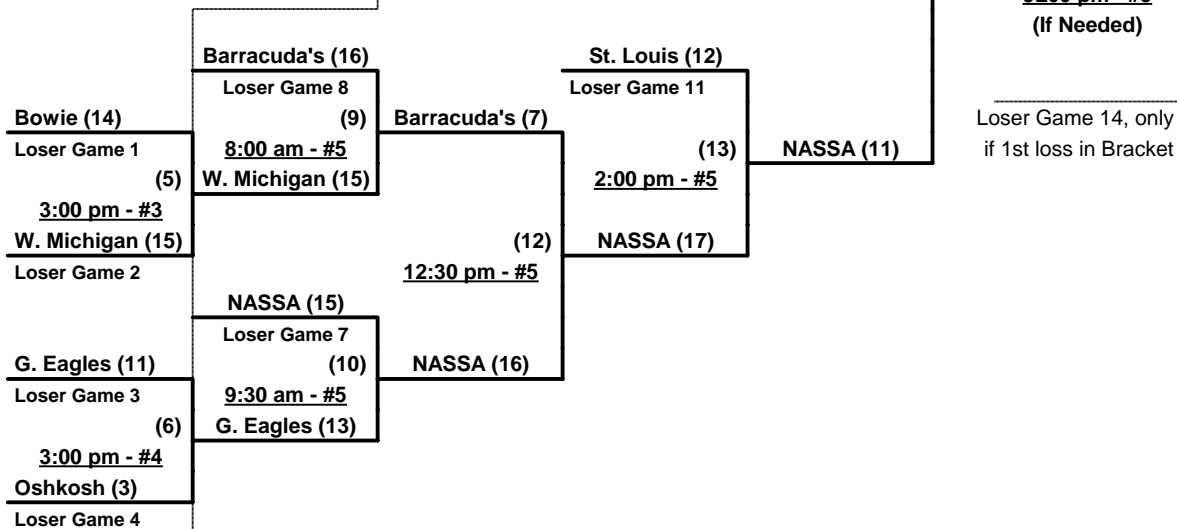 (If Needed)
Barracuda's (16)
St. Louis (12)
Loser Game 8
Loser Game 11
Bowie (14)
(9)
Barracuda's (7)
Loser Game 14, only
if 1st loss in Bracket
Loser Game 1
8:00 am - #5
(13)
NASSA (11)
(5)
W. Michigan (15)
2:00 pm - #5
3:00 pm - #3
W. Michigan (15)
(12)
NASSA (17)
Loser Game 2
12:30 pm - #5
NASSA (15)
Loser Game 7
G. Eagles (11)
(10)
NASSA (16)
Loser Game 3
9:30 am - #5
(6)
G. Eagles (13)
3:00 pm - #4
Oshkosh (3)
Loser Game 4